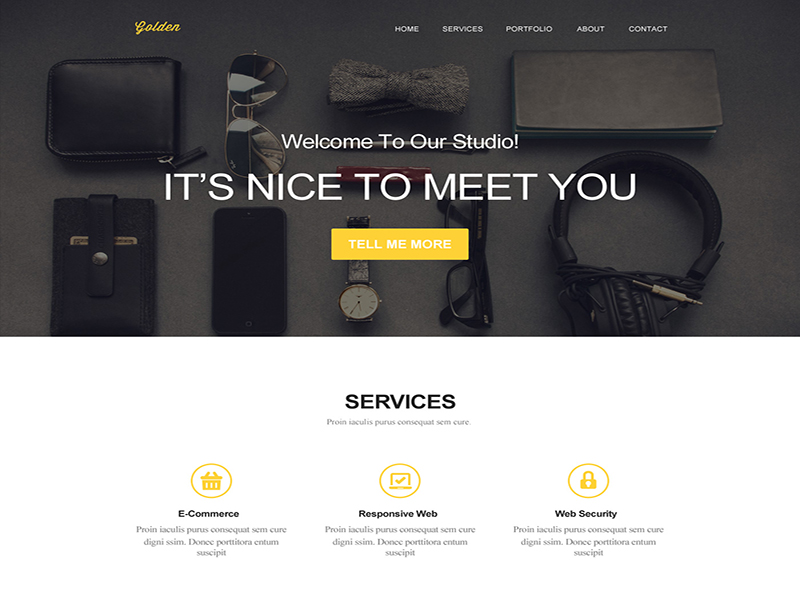 Golden
HOME SERVICES PORTFOLIO ABOUT CONTACT
Welcome To Our Studio!
IT'S NICE TO MEET YOU
TELL ME MORE
SERVICES
Proin iaculis purus consequat sem cure.
E-Commerce
Proin iaculis purus consequat sem cure
digni ssim. Donec porttitora entum
suscipit
Responsive Web
Proin iaculis purus consequat sem cure
digni ssim. Donec porttitora entum
suscipit
Web Security
Proin iaculis purus consequat sem cure
digni ssim. Donec porttitora entum
suscipit